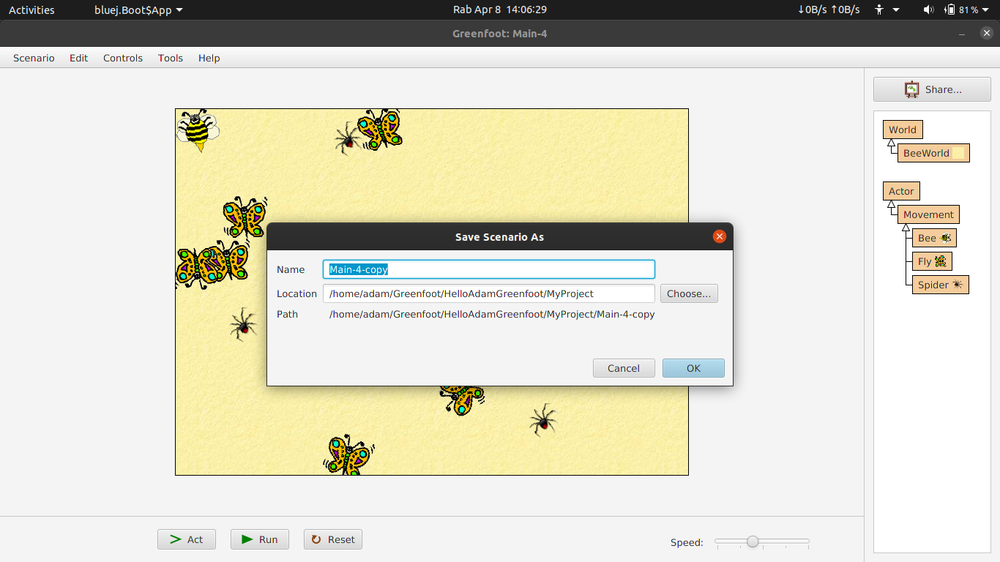 Activities bluej.Boot$App Rab Apr 8 14:06:29 ↓0B/s ↑0B/s 81 %
Greenfoot: Main-4
Scenario Edit Controls Tools Help
Share...
World
BeeWorld
Actor
Movement
Bee
Fly
Spider
Save Scenario As
Name Main-4-copy
Location /home/adam/Greenfoot/HelloAdamGreenfoot/MyProject Choose...
Path /home/adam/Greenfoot/HelloAdamGreenfoot/MyProject/Main-4-copy
Cancel OK
Act Run Reset Speed: